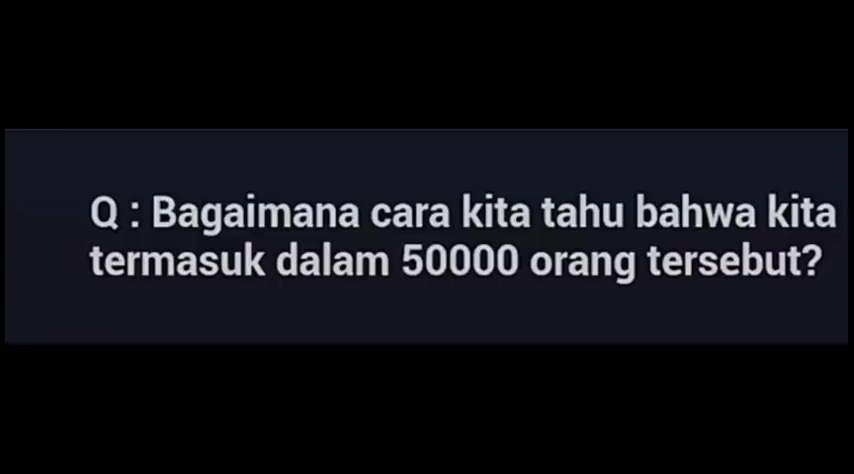 Q : Bagaimana cara kita tahu bahwa kita
termasuk dalam 50000 orang tersebut?